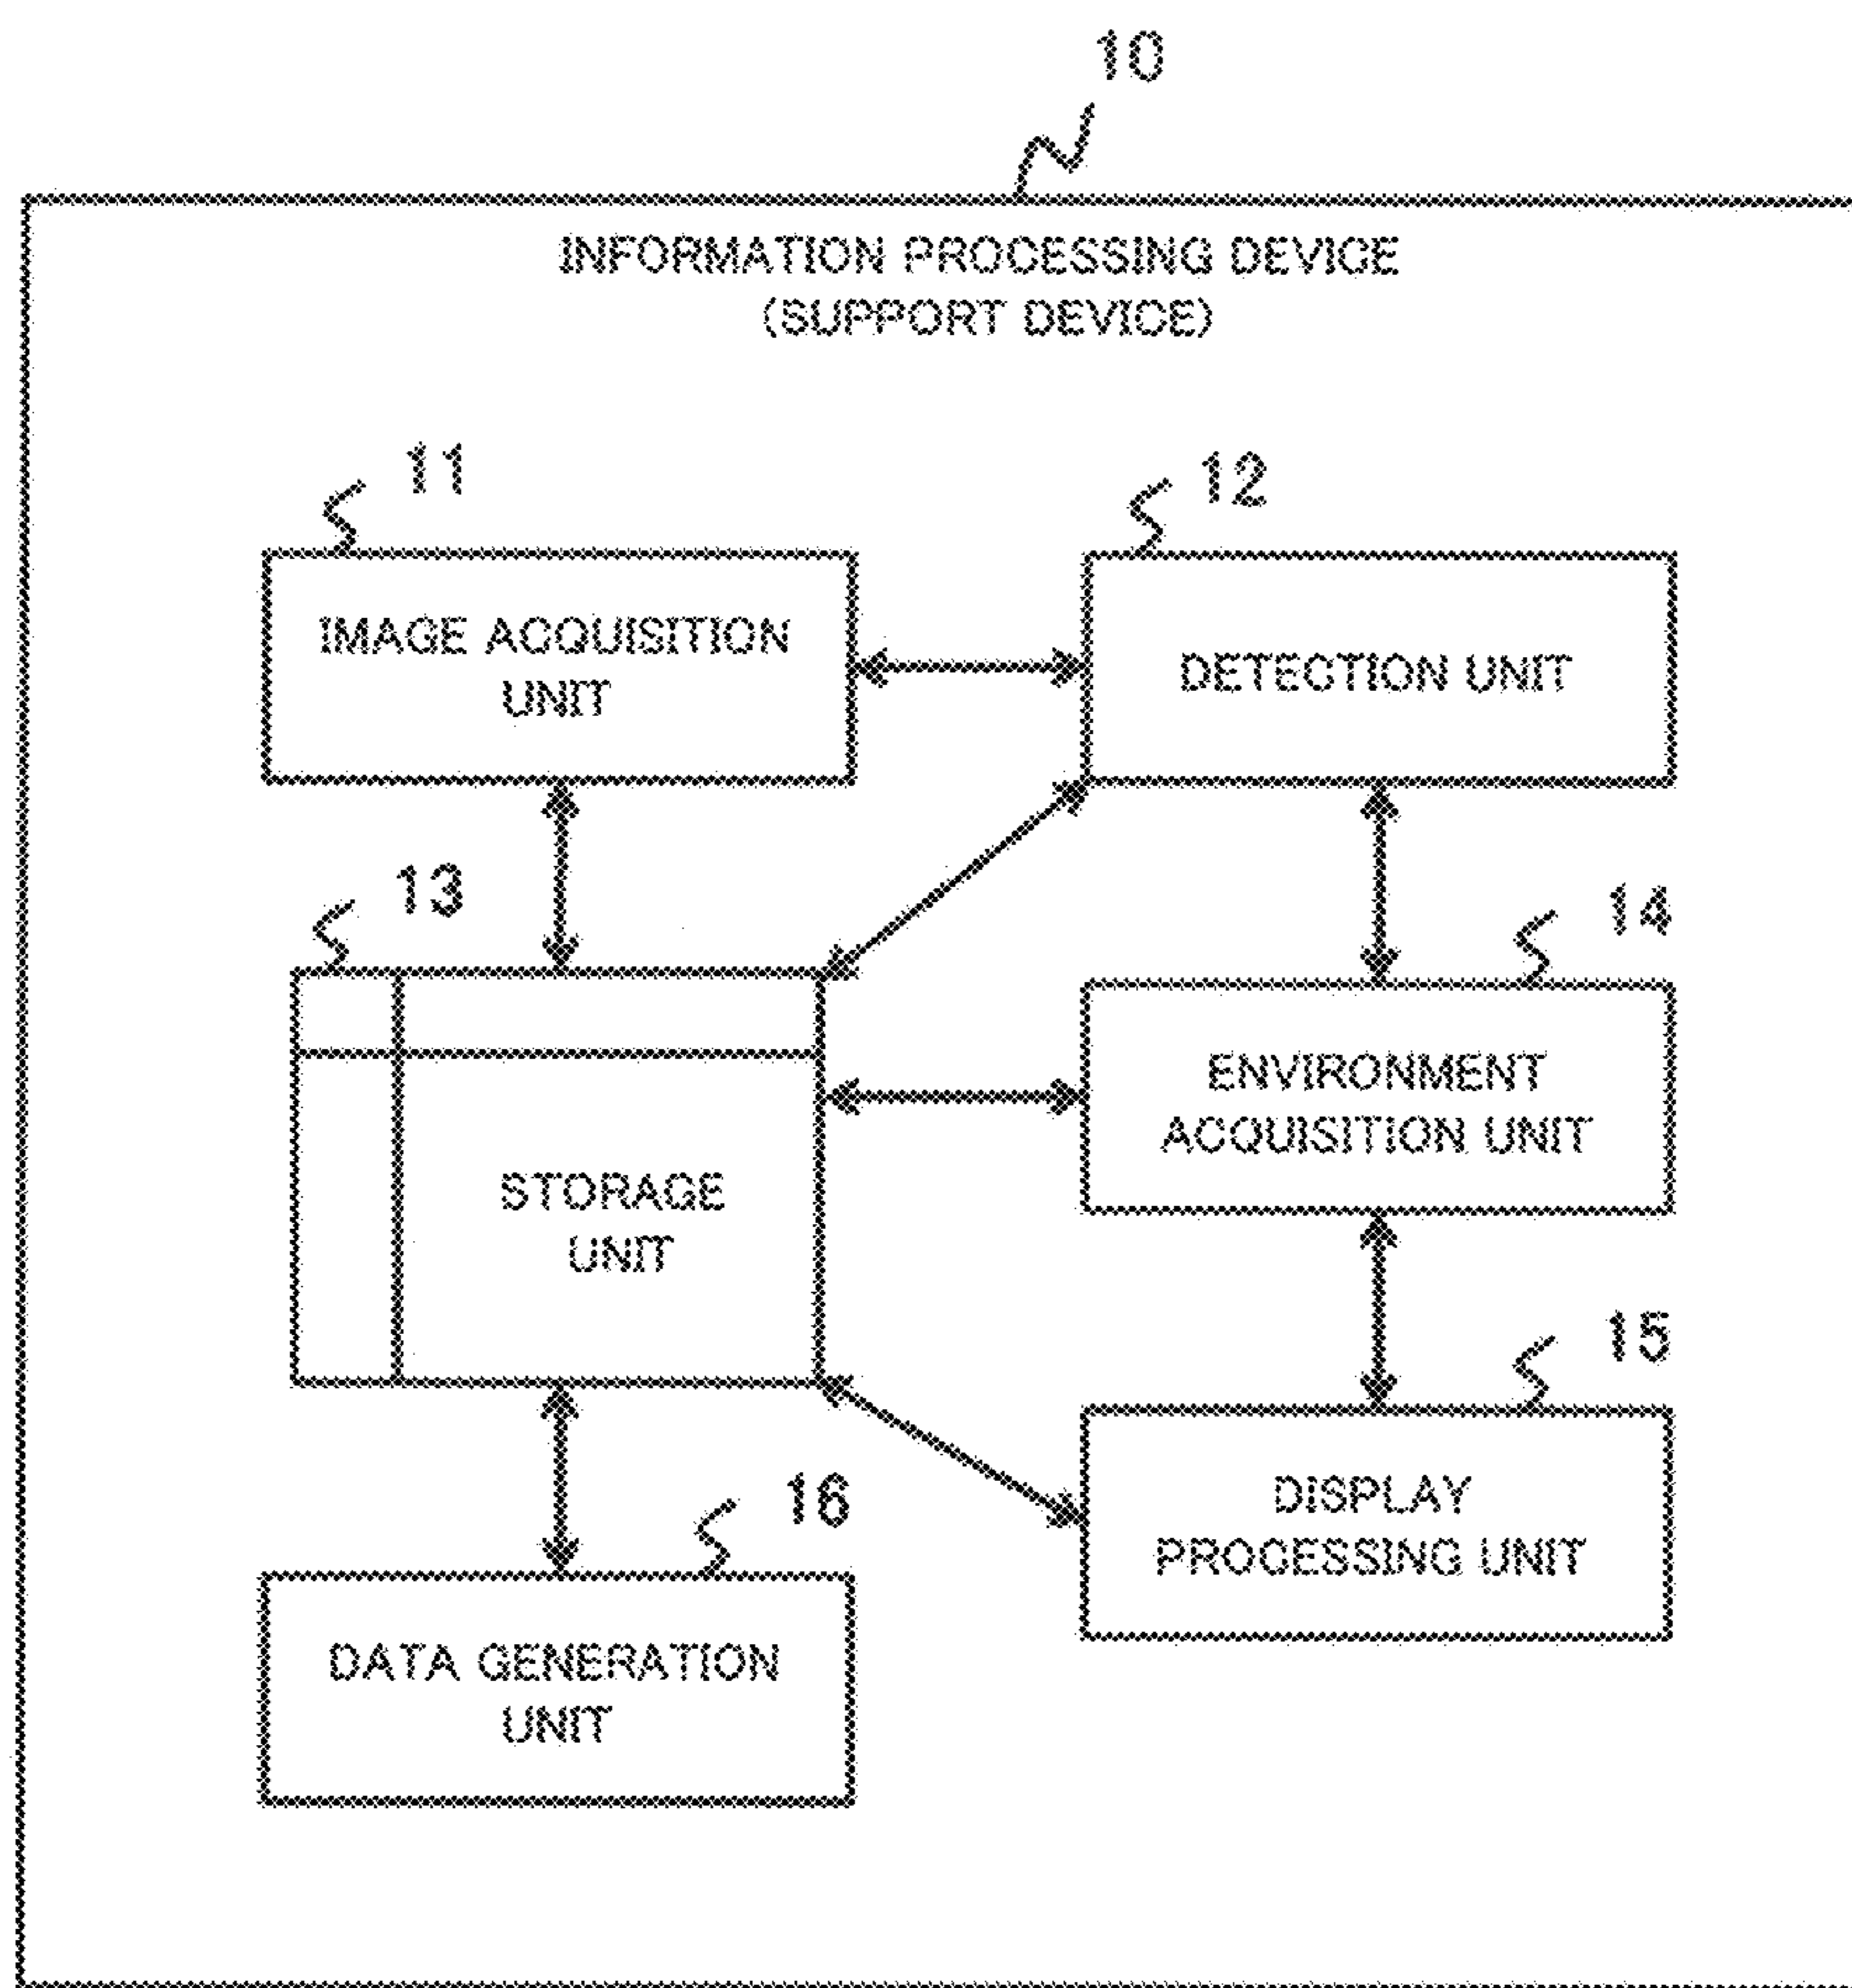 10
INFORMATION PROCESSING DEVICE
(SUPPORT DEVICE)
11
12
IMAGE ACQUISITION
UNIT
DETECTION UNIT
13
14
STORAGE
UNIT
ENVIRONMENT
ACQUISITION UNIT
15
16
DISPLAY
PROCESSING UNIT
DATA GENERATION
UNIT